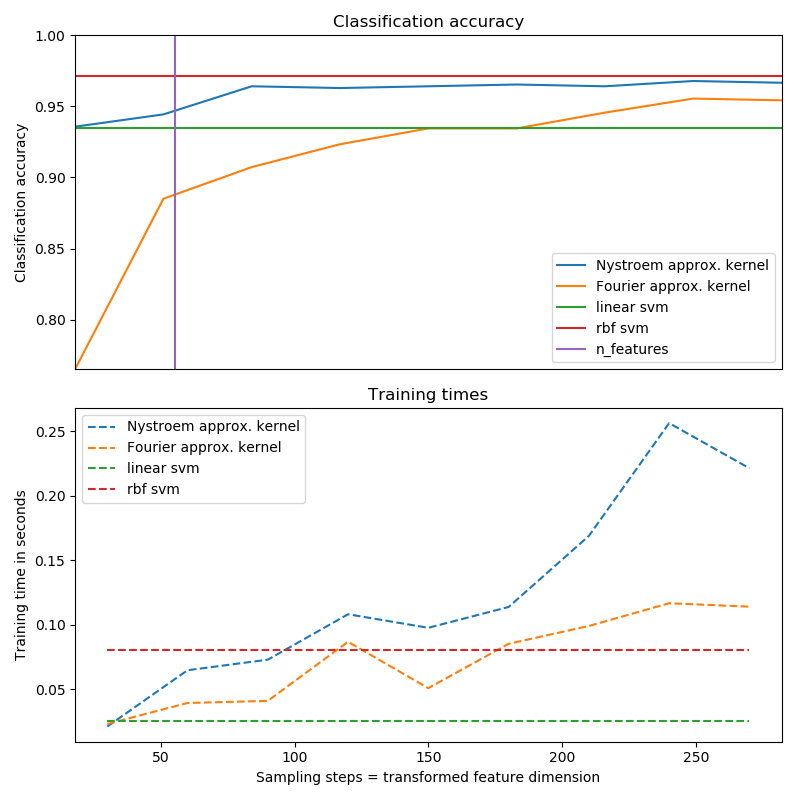 Classification accuracy
1.00
0.95
0.90
0.85
0.80
Classification accuracy
Nystroem approx. kernel
Fourier approx. kernel
linear svm
rbf svm
n_features
Training times
0.25
0.20
0.15
0.10
0.05
Training time in seconds
Nystroem approx. kernel
Fourier approx. kernel
linear svm
rbf svm
50 100 150 200 250
Sampling steps = transformed feature dimension